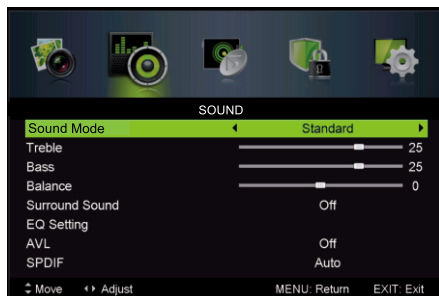 SOUND
Sound Mode Standard
Treble 25
Bass 25
Balance 0
Surround Sound Off
EQ Setting
AVL Off
SPDIF Auto
Move Adjust MENU: Return EXIT: Exit